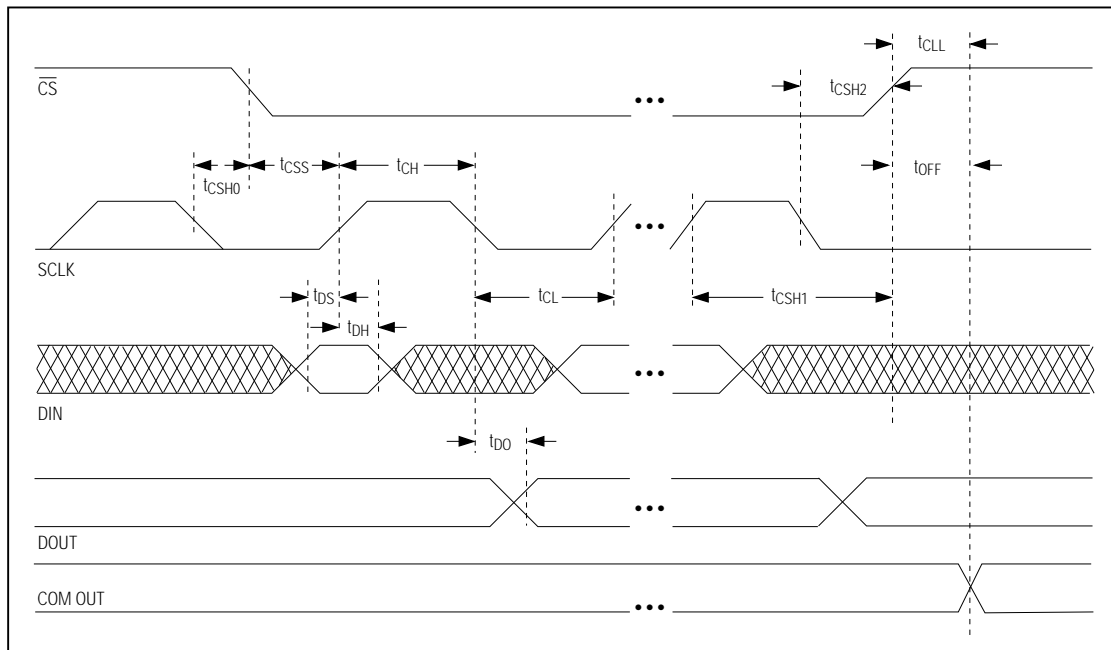 tCLL
CS
tCSH2
•••
tCSS
tCH
tOFF
tCSH0
•••
SCLK
tDS
tCL
tCSH1
tDH
•••
DIN
tDO
•••
DOUT
COM OUT
•••